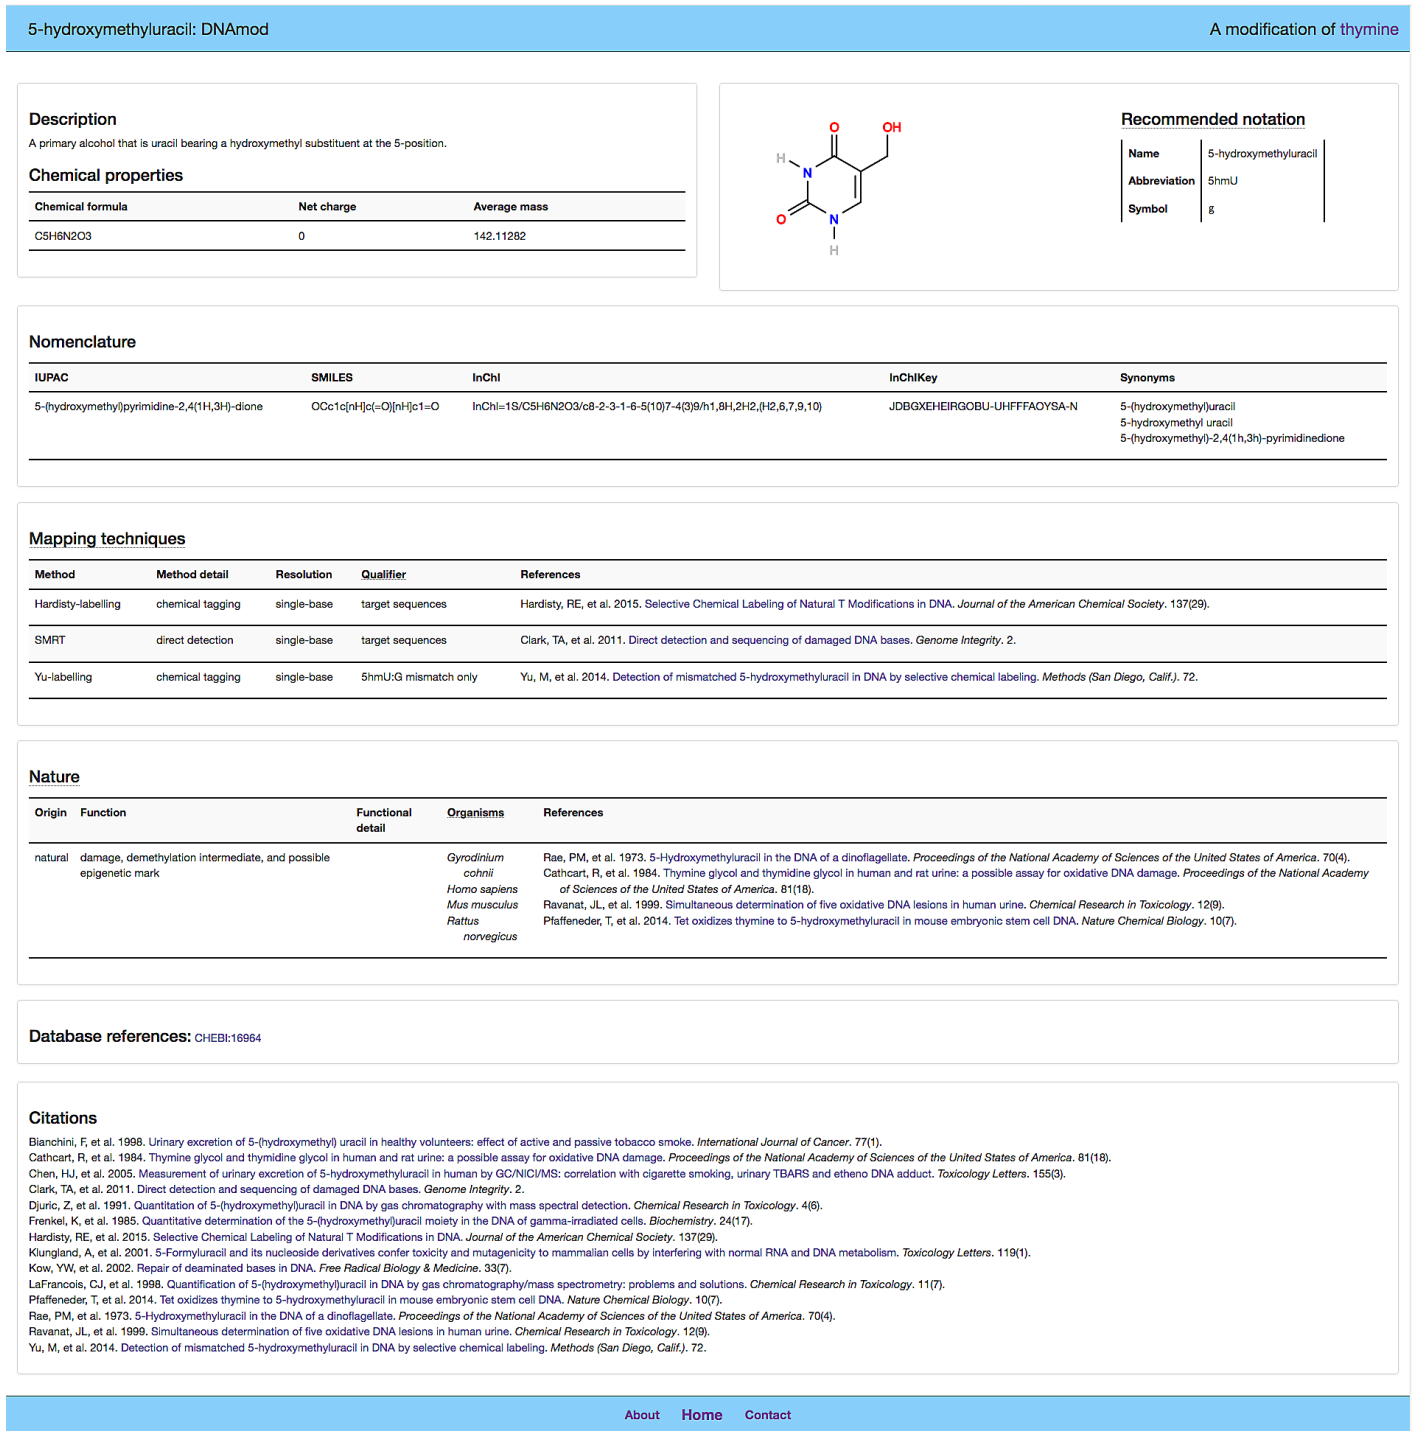 5-hydroxymethyluracil: DNAmod
A modification of thymine
Description
A primary alcohol that is uracil bearing a hydroxymethyl substituent at the 5-position.
Chemical properties
Chemical formula Net charge Average mass
C5H6N2O3 0 142.11282
O OH
H N
O N
H
Recommended notation
Name 5-hydroxymethyluracil
Abbreviation 5hmU
Symbol g
Nomenclature
IUPAC SMILES InChI InChIKey Synonyms
5-(hydroxymethyl)pyrimidine-2,4(1H,3H)-dione OCc1c[nH]c(=O)[nH]c1=O InChI=1S/C5H6N2O3/c8-2-3-1-6-5(10)7-4(3)9/h1,8H,2H2,(H2,6,7,9,10) JDBGXEHEIRGOBU-UHFFFAOYSA-N 5-(hydroxymethyl)uracil
5-hydroxymethyl uracil
5-(hydroxymethyl)-2,4(1h,3h)-pyrimidinedione
Mapping techniques
Method Method detail Resolution Qualifier References
Hardisty-labelling chemical tagging single-base target sequences Hardisty, RE, et al. 2015. Selective Chemical Labeling of Natural T Modifications in DNA. Journal of the American Chemical Society. 137(29).
SMRT direct detection single-base target sequences Clark, TA, et al. 2011. Direct detection and sequencing of damaged DNA bases. Genome Integrity. 2.
Yu-labelling chemical tagging single-base 5hmU:G mismatch only Yu, M, et al. 2014. Detection of mismatched 5-hydroxymethyluracil in DNA by selective chemical labeling. Methods (San Diego, Calif.). 72.
Nature
Origin Function Functional detail Organisms References
natural damage, demethylation intermediate, and possible epigenetic mark
Gyrodinium cohnii
Homo sapiens
Mus musculus
Rattus norvegicus
Rae, PM, et al. 1973. 5-Hydroxymethyluracil in the DNA of a dinoflagellate. Proceedings of the National Academy of Sciences of the United States of America. 70(4).
Cathcart, R, et al. 1984. Thymine glycol and thymidine glycol in human and rat urine: a possible assay for oxidative DNA damage. Proceedings of the National Academy
of Sciences of the United States of America. 81(18).
Ravanat, JL, et al. 1999. Simultaneous determination of five oxidative DNA lesions in human urine. Chemical Research in Toxicology. 12(9).
Pfaffeneder, T, et al. 2014. Tet oxidizes thymine to 5-hydroxymethyluracil in mouse embryonic stem cell DNA. Nature Chemical Biology. 10(7).
Database references: CHEBI:16964
Citations
Bianchini, F, et al. 1998. Urinary excretion of 5-(hydroxymethyl) uracil in healthy volunteers: effect of active and passive tobacco smoke. International Journal of Cancer. 77(1).
Cathcart, R, et al. 1984. Thymine glycol and thymidine glycol in human and rat urine: a possible assay for oxidative DNA damage. Proceedings of the National Academy of Sciences of the United States of America. 81(18).
Chen, HJ, et al. 2005. Measurement of urinary excretion of 5-hydroxymethyluracil in human by GC/NICI/MS: correlation with cigarette smoking, urinary TBARS and etheno DNA adduct. Toxicology Letters. 155(3).
Clark, TA, et al. 2011. Direct detection and sequencing of damaged DNA bases. Genome Integrity. 2.
Djuric, Z, et al. 1991. Quantitation of 5-(hydroxymethyl)uracil in DNA by gas chromatography with mass spectral detection. Chemical Research in Toxicology. 4(6).
Frenkel, K, et al. 1985. Quantitative determination of the 5-(hydroxymethyl)uracil moiety in the DNA of gamma-irradiated cells. Biochemistry. 24(17).
Hardisty, RE, et al. 2015. Selective Chemical Labeling of Natural T Modifications in DNA. Journal of the American Chemical Society. 137(29).
Klungland, A, et al. 2001. 5-Formyluracil and its nucleoside derivatives confer toxicity and mutagenicity to mammalian cells by interfering with normal RNA and DNA metabolism. Toxicology Letters. 119(1).
Kow, YW, et al. 2002. Repair of deaminated bases in DNA. Free Radical Biology & Medicine. 33(7).
LaFrancois, CJ, et al. 1998. Quantification of 5-(hydroxymethyl)uracil in DNA by gas chromatography/mass spectrometry: problems and solutions. Chemical Research in Toxicology. 11(7).
Pfaffeneder, T, et al. 2014. Tet oxidizes thymine to 5-hydroxymethyluracil in mouse embryonic stem cell DNA. Nature Chemical Biology. 10(7).
Rae, PM, et al. 1973. 5-Hydroxymethyluracil in the DNA of a dinoflagellate. Proceedings of the National Academy of Sciences of the United States of America. 70(4).
Ravanat, JL, et al. 1999. Simultaneous determination of five oxidative DNA lesions in human urine. Chemical Research in Toxicology. 12(9).
Yu, M, et al. 2014. Detection of mismatched 5-hydroxymethyluracil in DNA by selective chemical labeling. Methods (San Diego, Calif.). 72.
About Home Contact